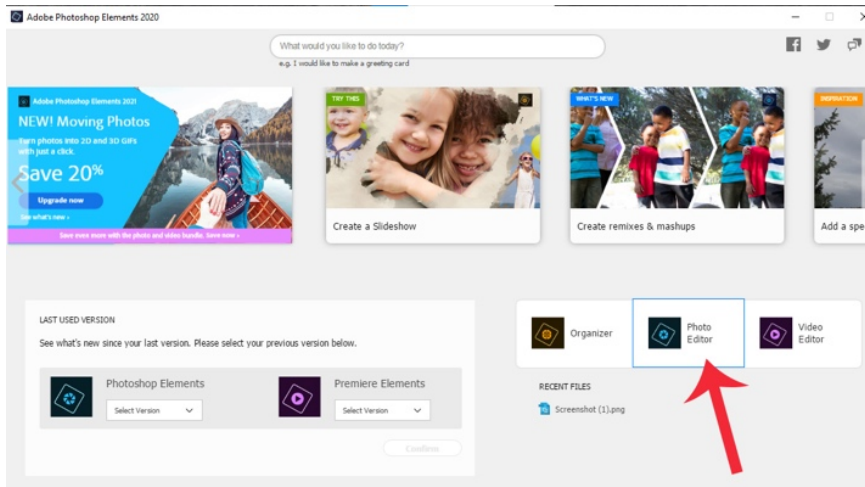 Adobe Photoshop Elements 2020
What would you like to do today?
e.g. I would like to make a greeting card
Adobe Photoshop Elements 2021
NEW! Moving Photos
Turn photos into 2D and 3D GIFs
with just a click.
Save 20%
Upgrade now
See what's new ›
Save even more with the photo and video bundle. Save now ›
TRY THIS
Create a Slideshow
WHAT'S NEW
Create remixes & mashups
INSPIRATION
Add a spe
LAST USED VERSION
See what's new since your last version. Please select your previous version below.
Photoshop Elements
Select Version
Premiere Elements
Select Version
Confirm
Organizer
Photo
Editor
Video
Editor
RECENT FILES
Screenshot (1).png